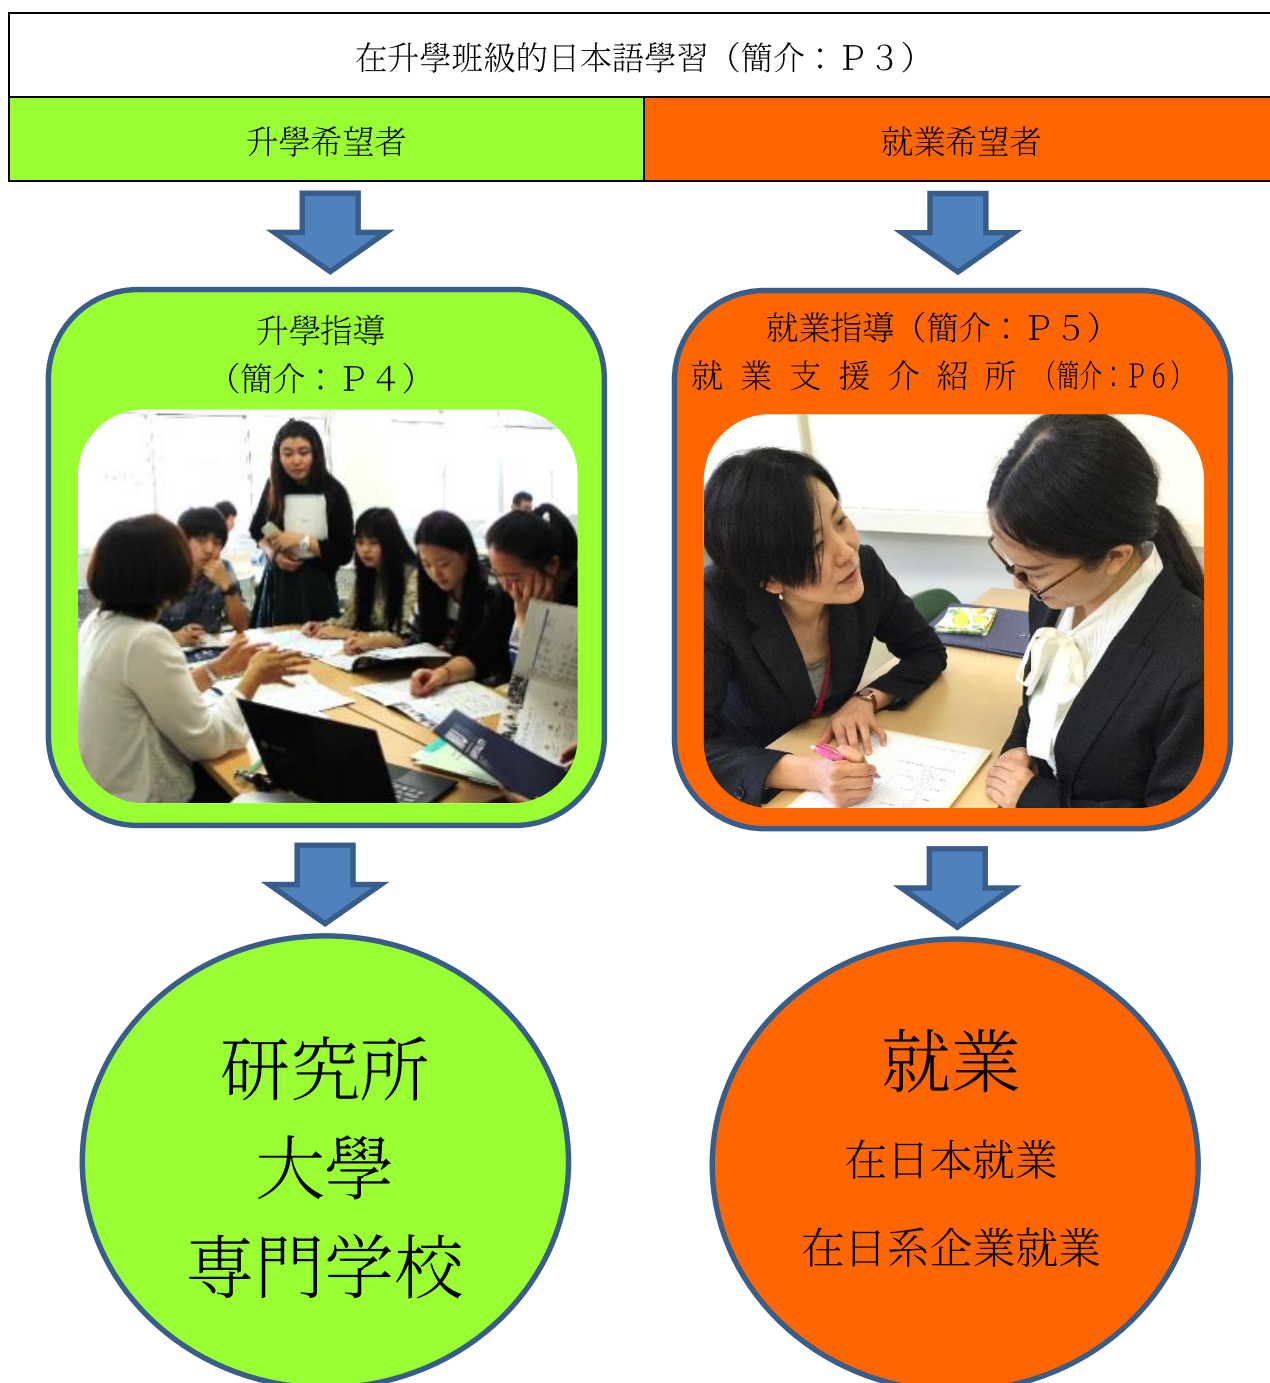 在升學班級的日本語學習（簡介：Ｐ３）
升學希望者
就業希望者
升學指導
（簡介：Ｐ４）
就業指導（簡介：Ｐ５）
就業支援介紹所（簡介：P6）
研究所
大學
専門学校
就業
在日本就業
在日系企業就業